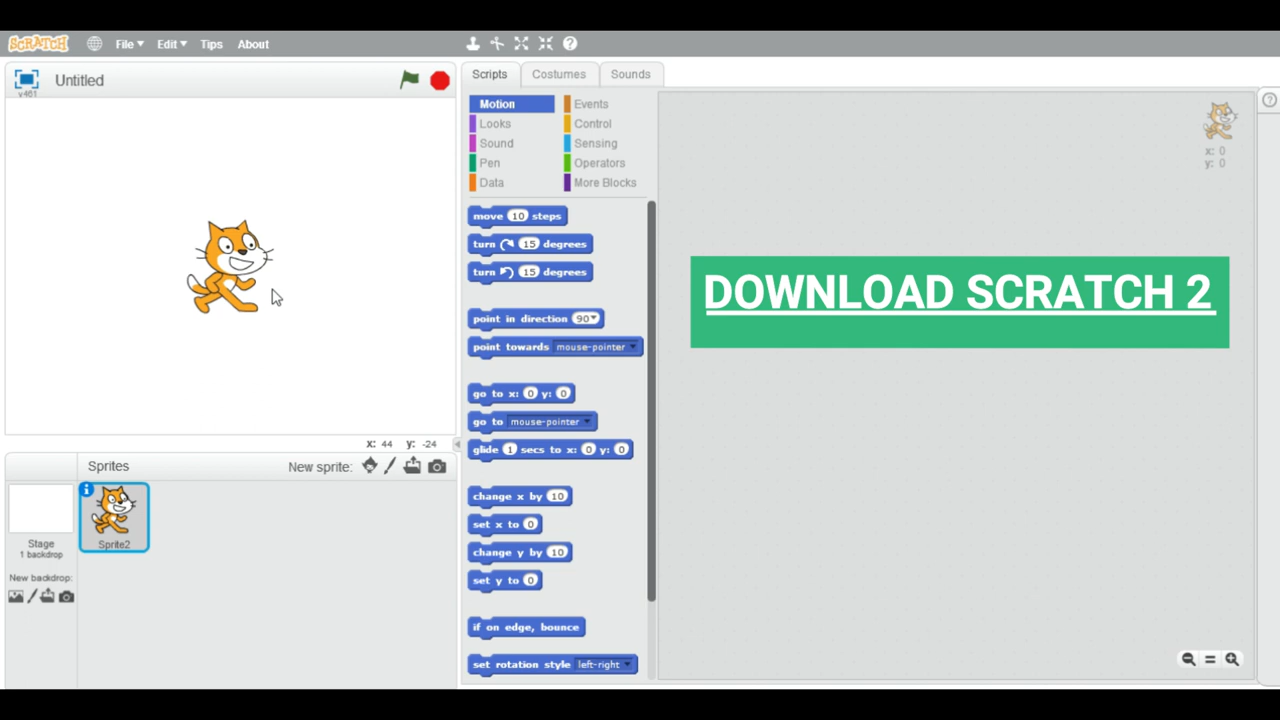 SCRATCH File Edit Tips About
Untitled
v461
Scripts Costumes Sounds
Motion Events
Looks Control
Sound Sensing
Pen Operators
Data More Blocks
move 10 steps
turn 15 degrees
turn 15 degrees
point in direction 90
point towards mouse-pointer
go to x: 0 y: 0
go to mouse-pointer
glide 1 secs to x: 0 y: 0
change x by 10
set x to 0
change y by 10
set y to 0
if on edge, bounce
set rotation style left-right
x: 0
y: 0
DOWNLOAD SCRATCH 2
x: 44 y: -24
Sprites New sprite:
Stage
1 backdrop
New backdrop:
Sprite2